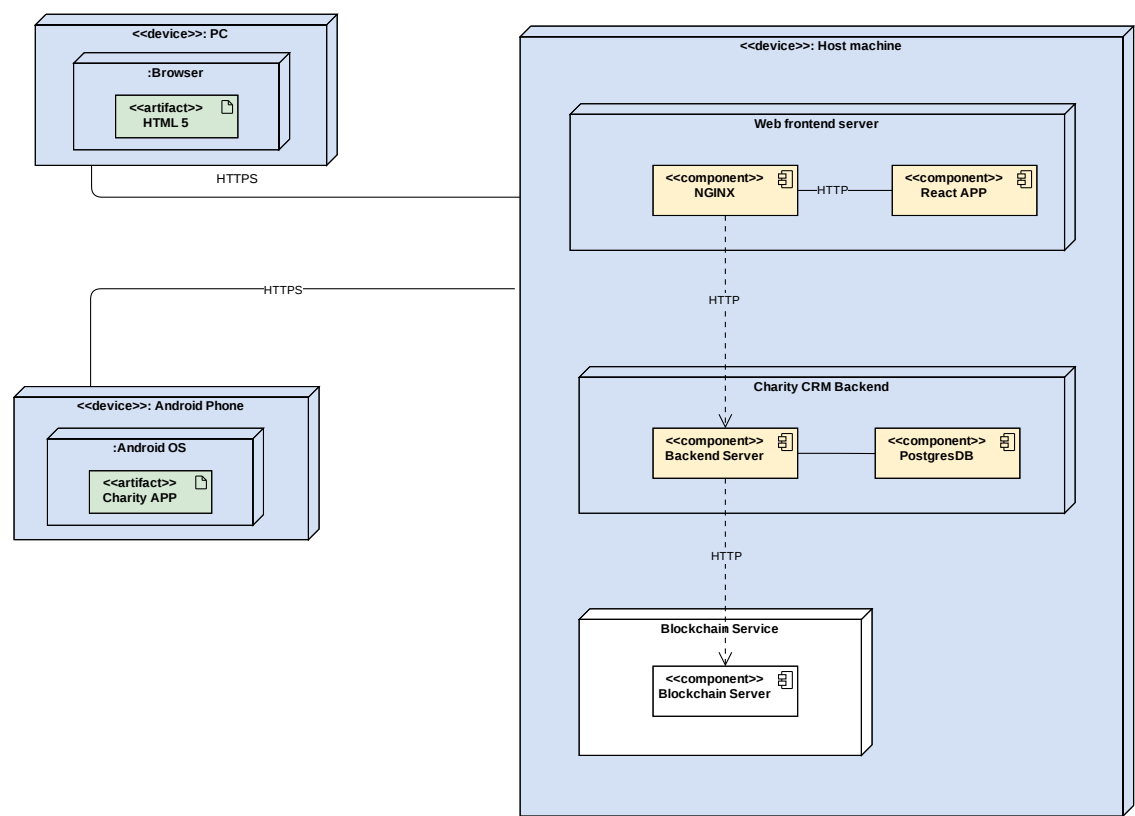 <<device>>: PC
:Browser
<<artifact>>
HTML 5
HTTPS
HTTPS
<<device>>: Android Phone
:Android OS
<<artifact>>
Charity APP
<<device>>: Host machine
Web frontend server
<<component>>
NGINX
HTTP
<<component>>
React APP
HTTP
Charity CRM Backend
<<component>>
Backend Server
<<component>>
PostgresDB
HTTP
Blockchain Service
<<component>>
Blockchain Server